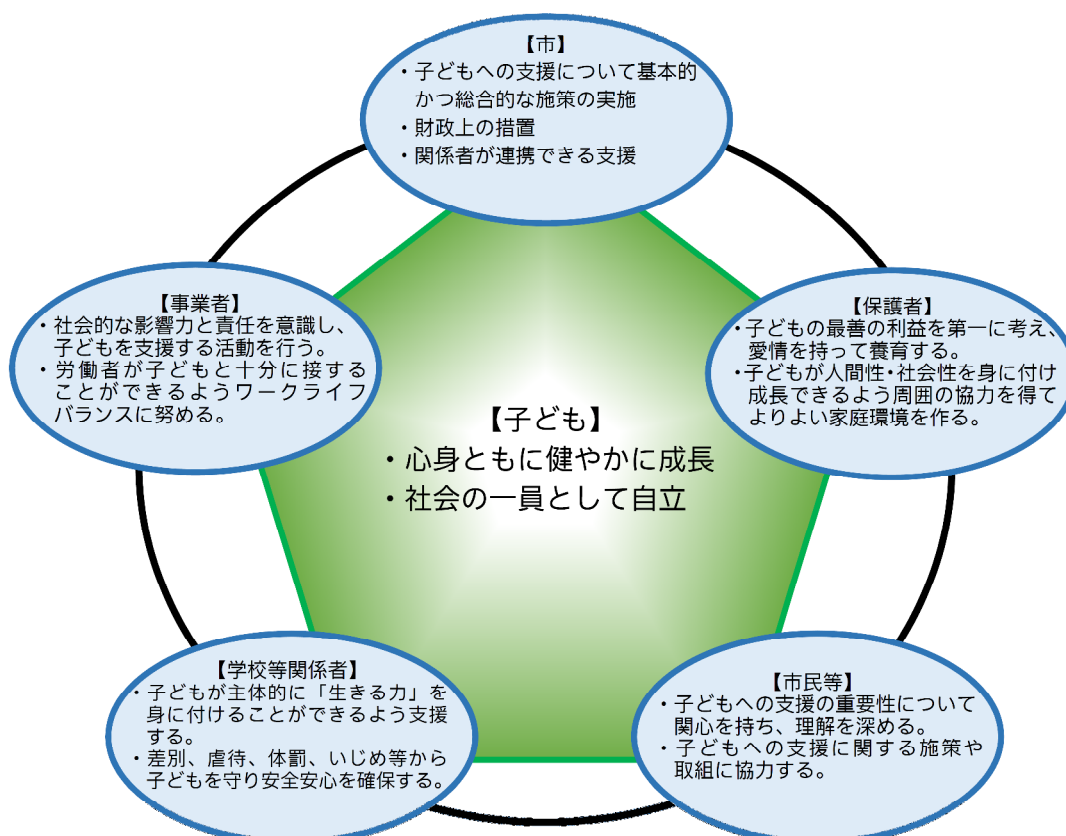 【市】
・子どもへの支援について基本的
かつ総合的な施策の実施
・財政上の措置
・関係者が連携できる支援
【事業者】
・社会的な影響力と責任を意識し、
子どもを支援する活動を行う。
・労働者が子どもと十分に接する
ことができるようワークライフ
バランスに努める。
【保護者】
・子どもの最善の利益を第一に考え、
愛情を持って養育する。
・子どもが人間性・社会性を身に付け
成長できるよう周囲の協力を得て
よりよい家庭環境を作る。
【子ども】
・心身ともに健やかに成長
・社会の一員として自立
【学校等関係者】
・子どもが主体的に「生きる力」を
身に付けることができるよう支援
する。
・差別、虐待、体罰、いじめ等から
子どもを守り安全安心を確保する。
【市民等】
・子どもへの支援の重要性について
関心を持ち、理解を深める。
・子どもへの支援に関する施策や
取組に協力する。